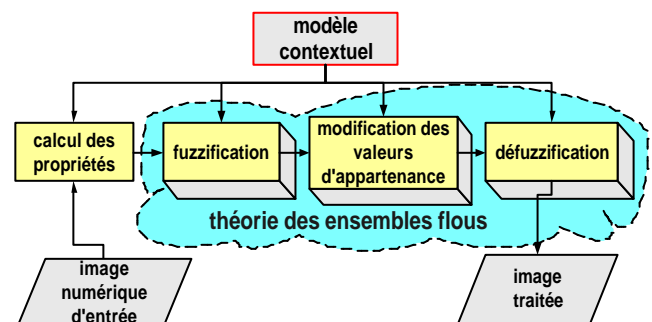 modèle
contextuel
calcul des
propriétés
fuzzification
modification des
valeurs
d'appartenance
défuzzification
théorie des ensembles flous
image
numérique
d'entrée
image
traitée